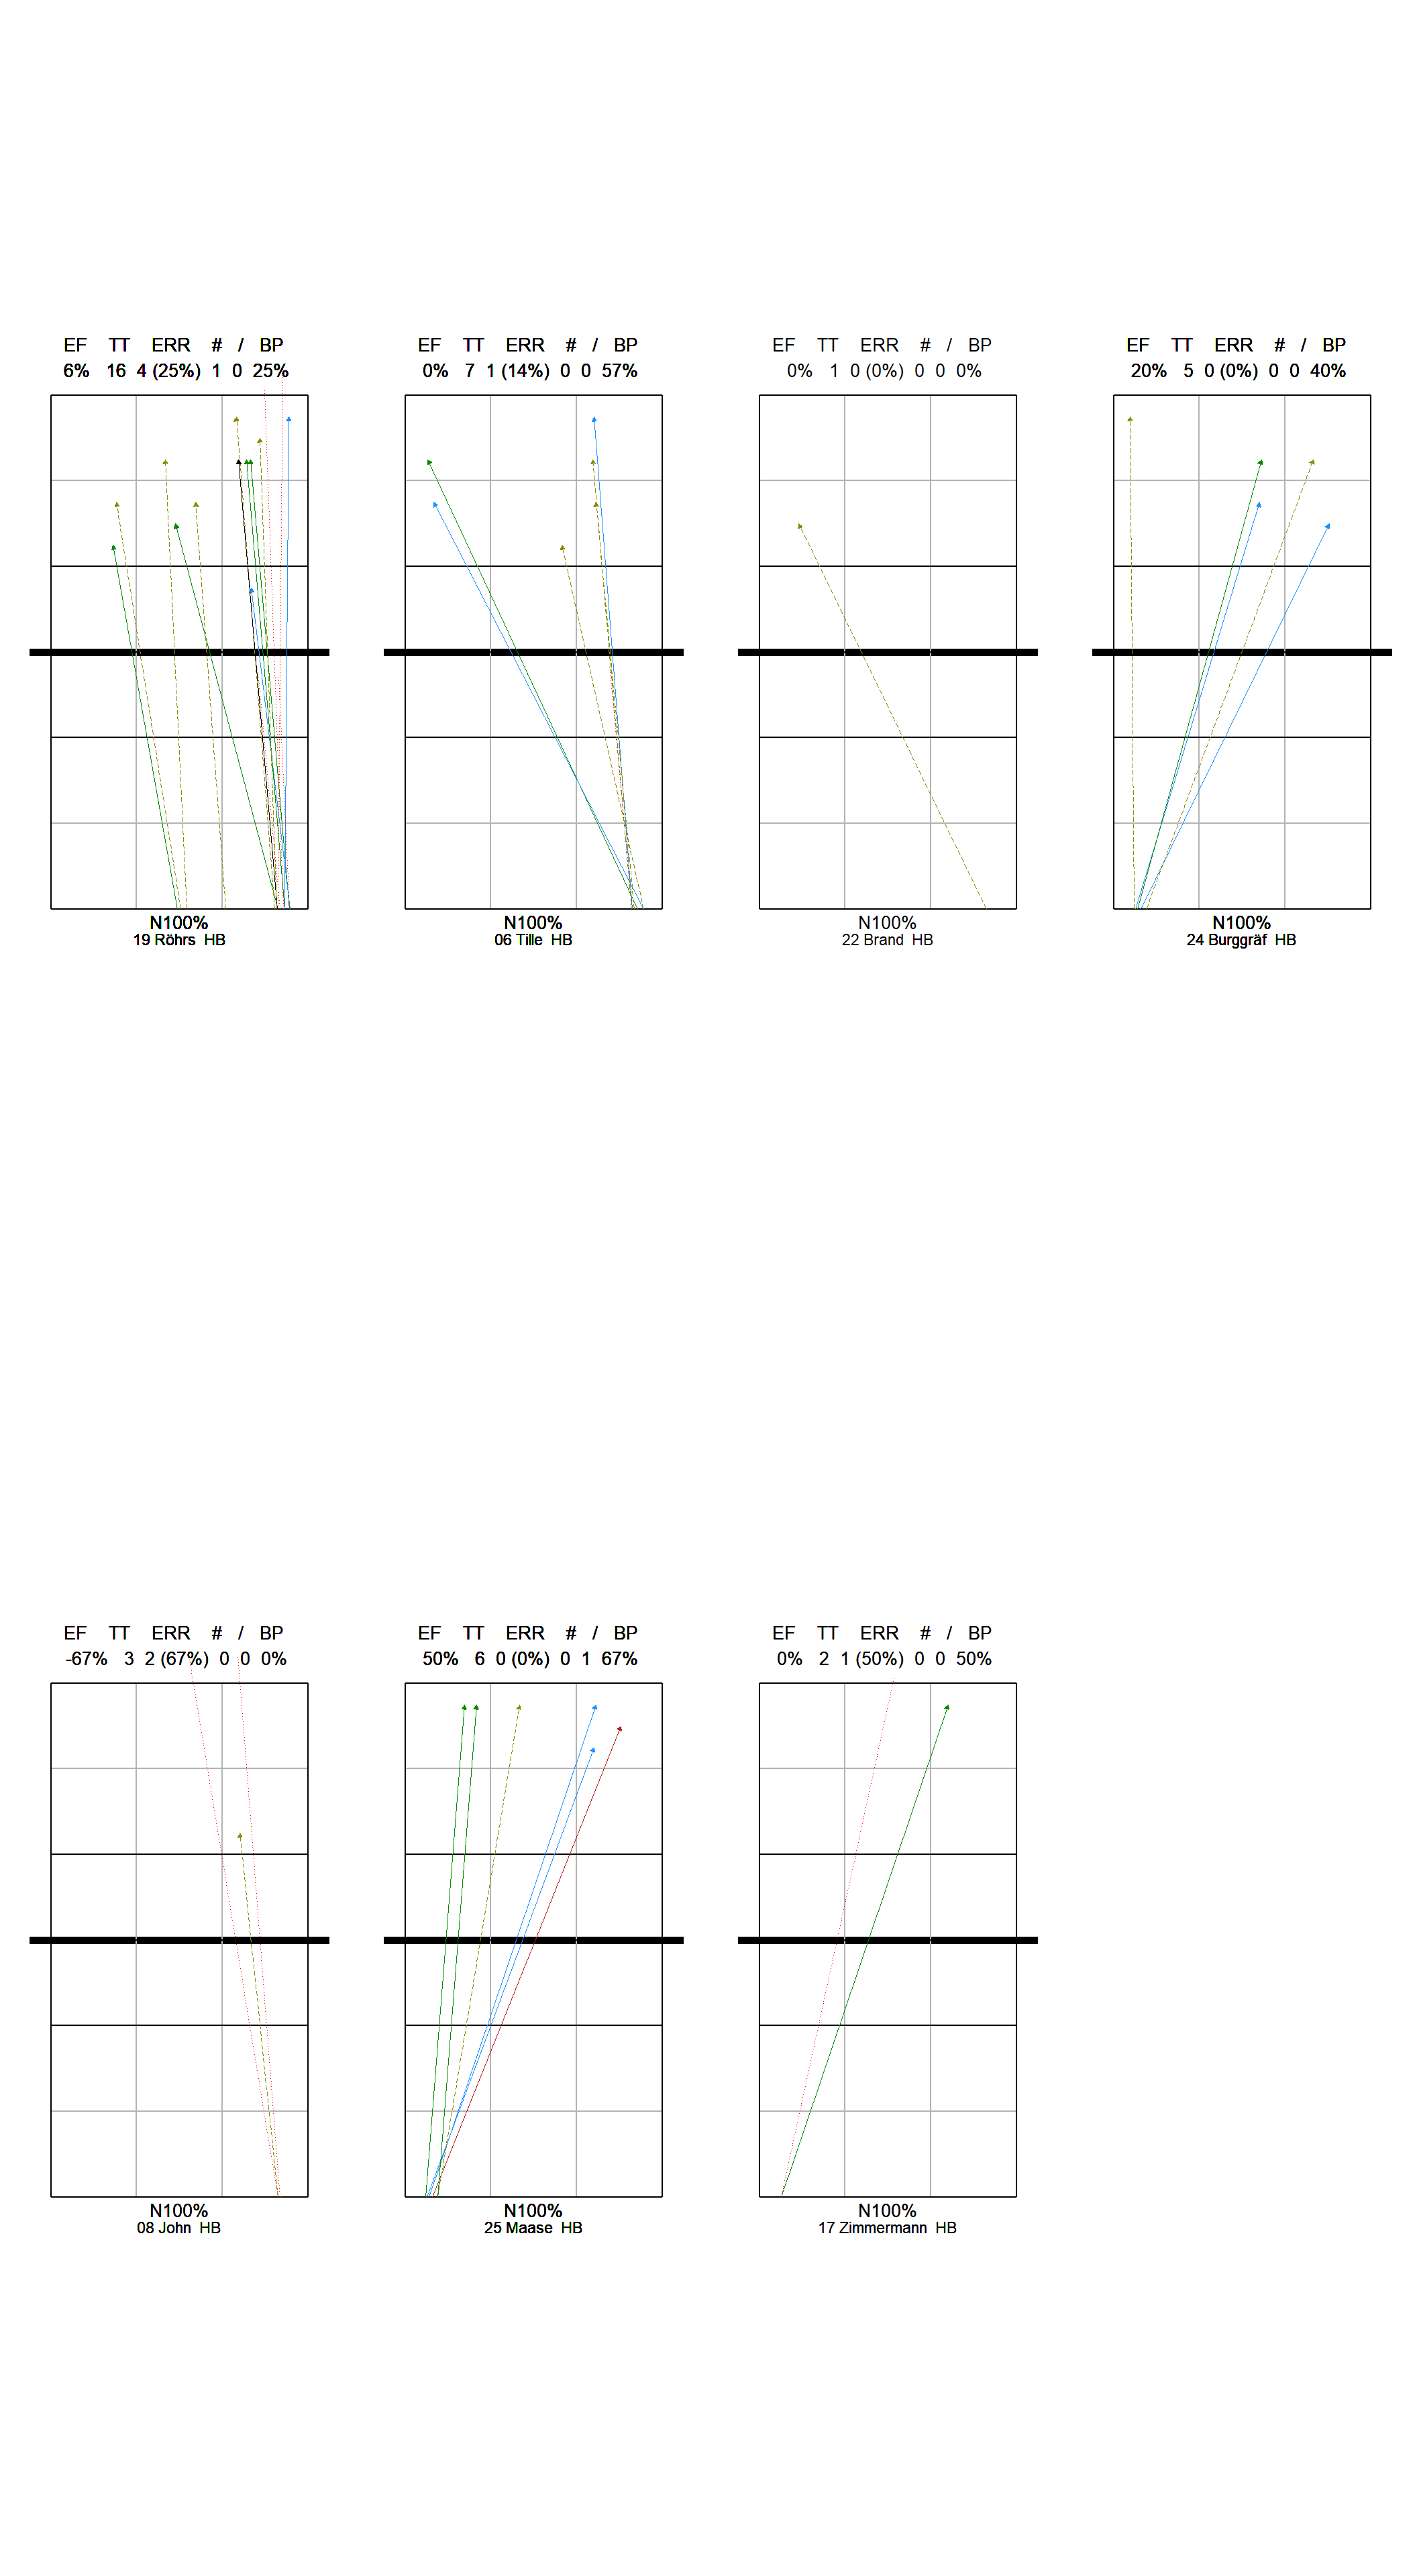 EF TT ERR # / BP
6% 16 4 (25%) 1 0 25%
N100%
19 Röhrs HB
EF TT ERR # / BP
0% 7 1 (14%) 0 0 57%
N100%
06 Tille HB
EF TT ERR # / BP
0% 1 0 (0%) 0 0 0%
N100%
22 Brand HB
EF TT ERR # / BP
20% 5 0 (0%) 0 0 40%
N100%
24 Burggräf HB
EF TT ERR # / BP
-67% 3 2 (67%) 0 0 0%
N100%
08 John HB
EF TT ERR # / BP
50% 6 0 (0%) 0 1 67%
N100%
25 Maase HB
EF TT ERR # / BP
0% 2 1 (50%) 0 0 50%
N100%
17 Zimmermann HB